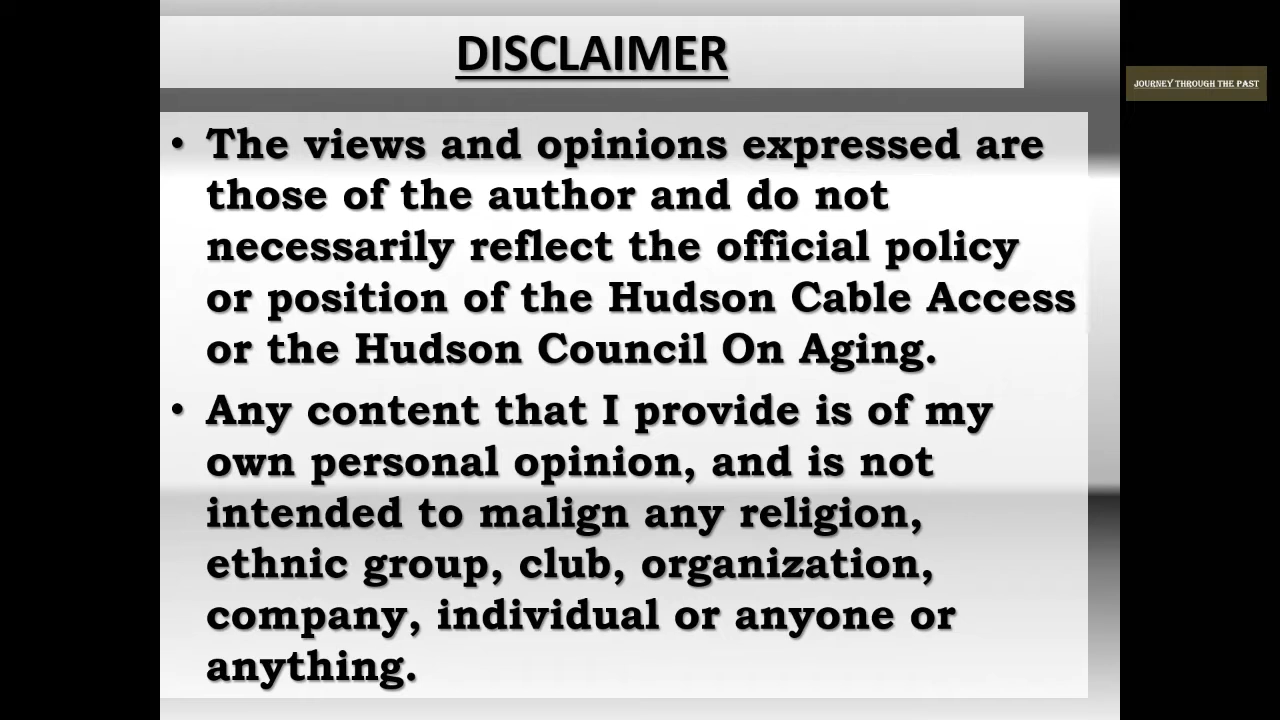 DISCLAIMER
JOURNEY THROUGH THE PAST
• The views and opinions expressed are
those of the author and do not
necessarily reflect the official policy
or position of the Hudson Cable Access
or the Hudson Council On Aging.
• Any content that I provide is of my
own personal opinion, and is not
intended to malign any religion,
ethnic group, club, organization,
company, individual or anyone or
anything.